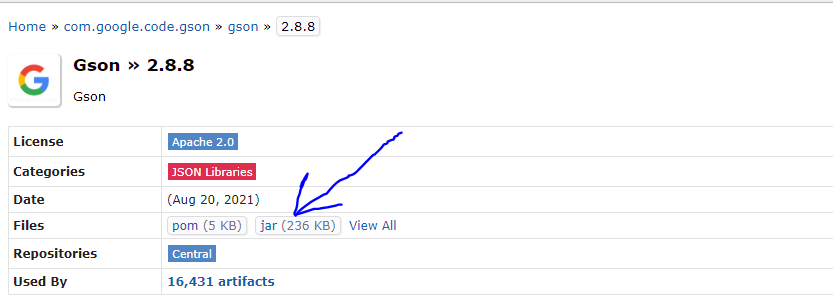 Home » com.google.code.gson » gson » 2.8.8
Gson » 2.8.8
Gson
License Apache 2.0
Categories JSON Libraries
Date (Aug 20, 2021)
Files pom (5 KB) jar (236 KB) View All
Repositories Central
Used By 16,431 artifacts